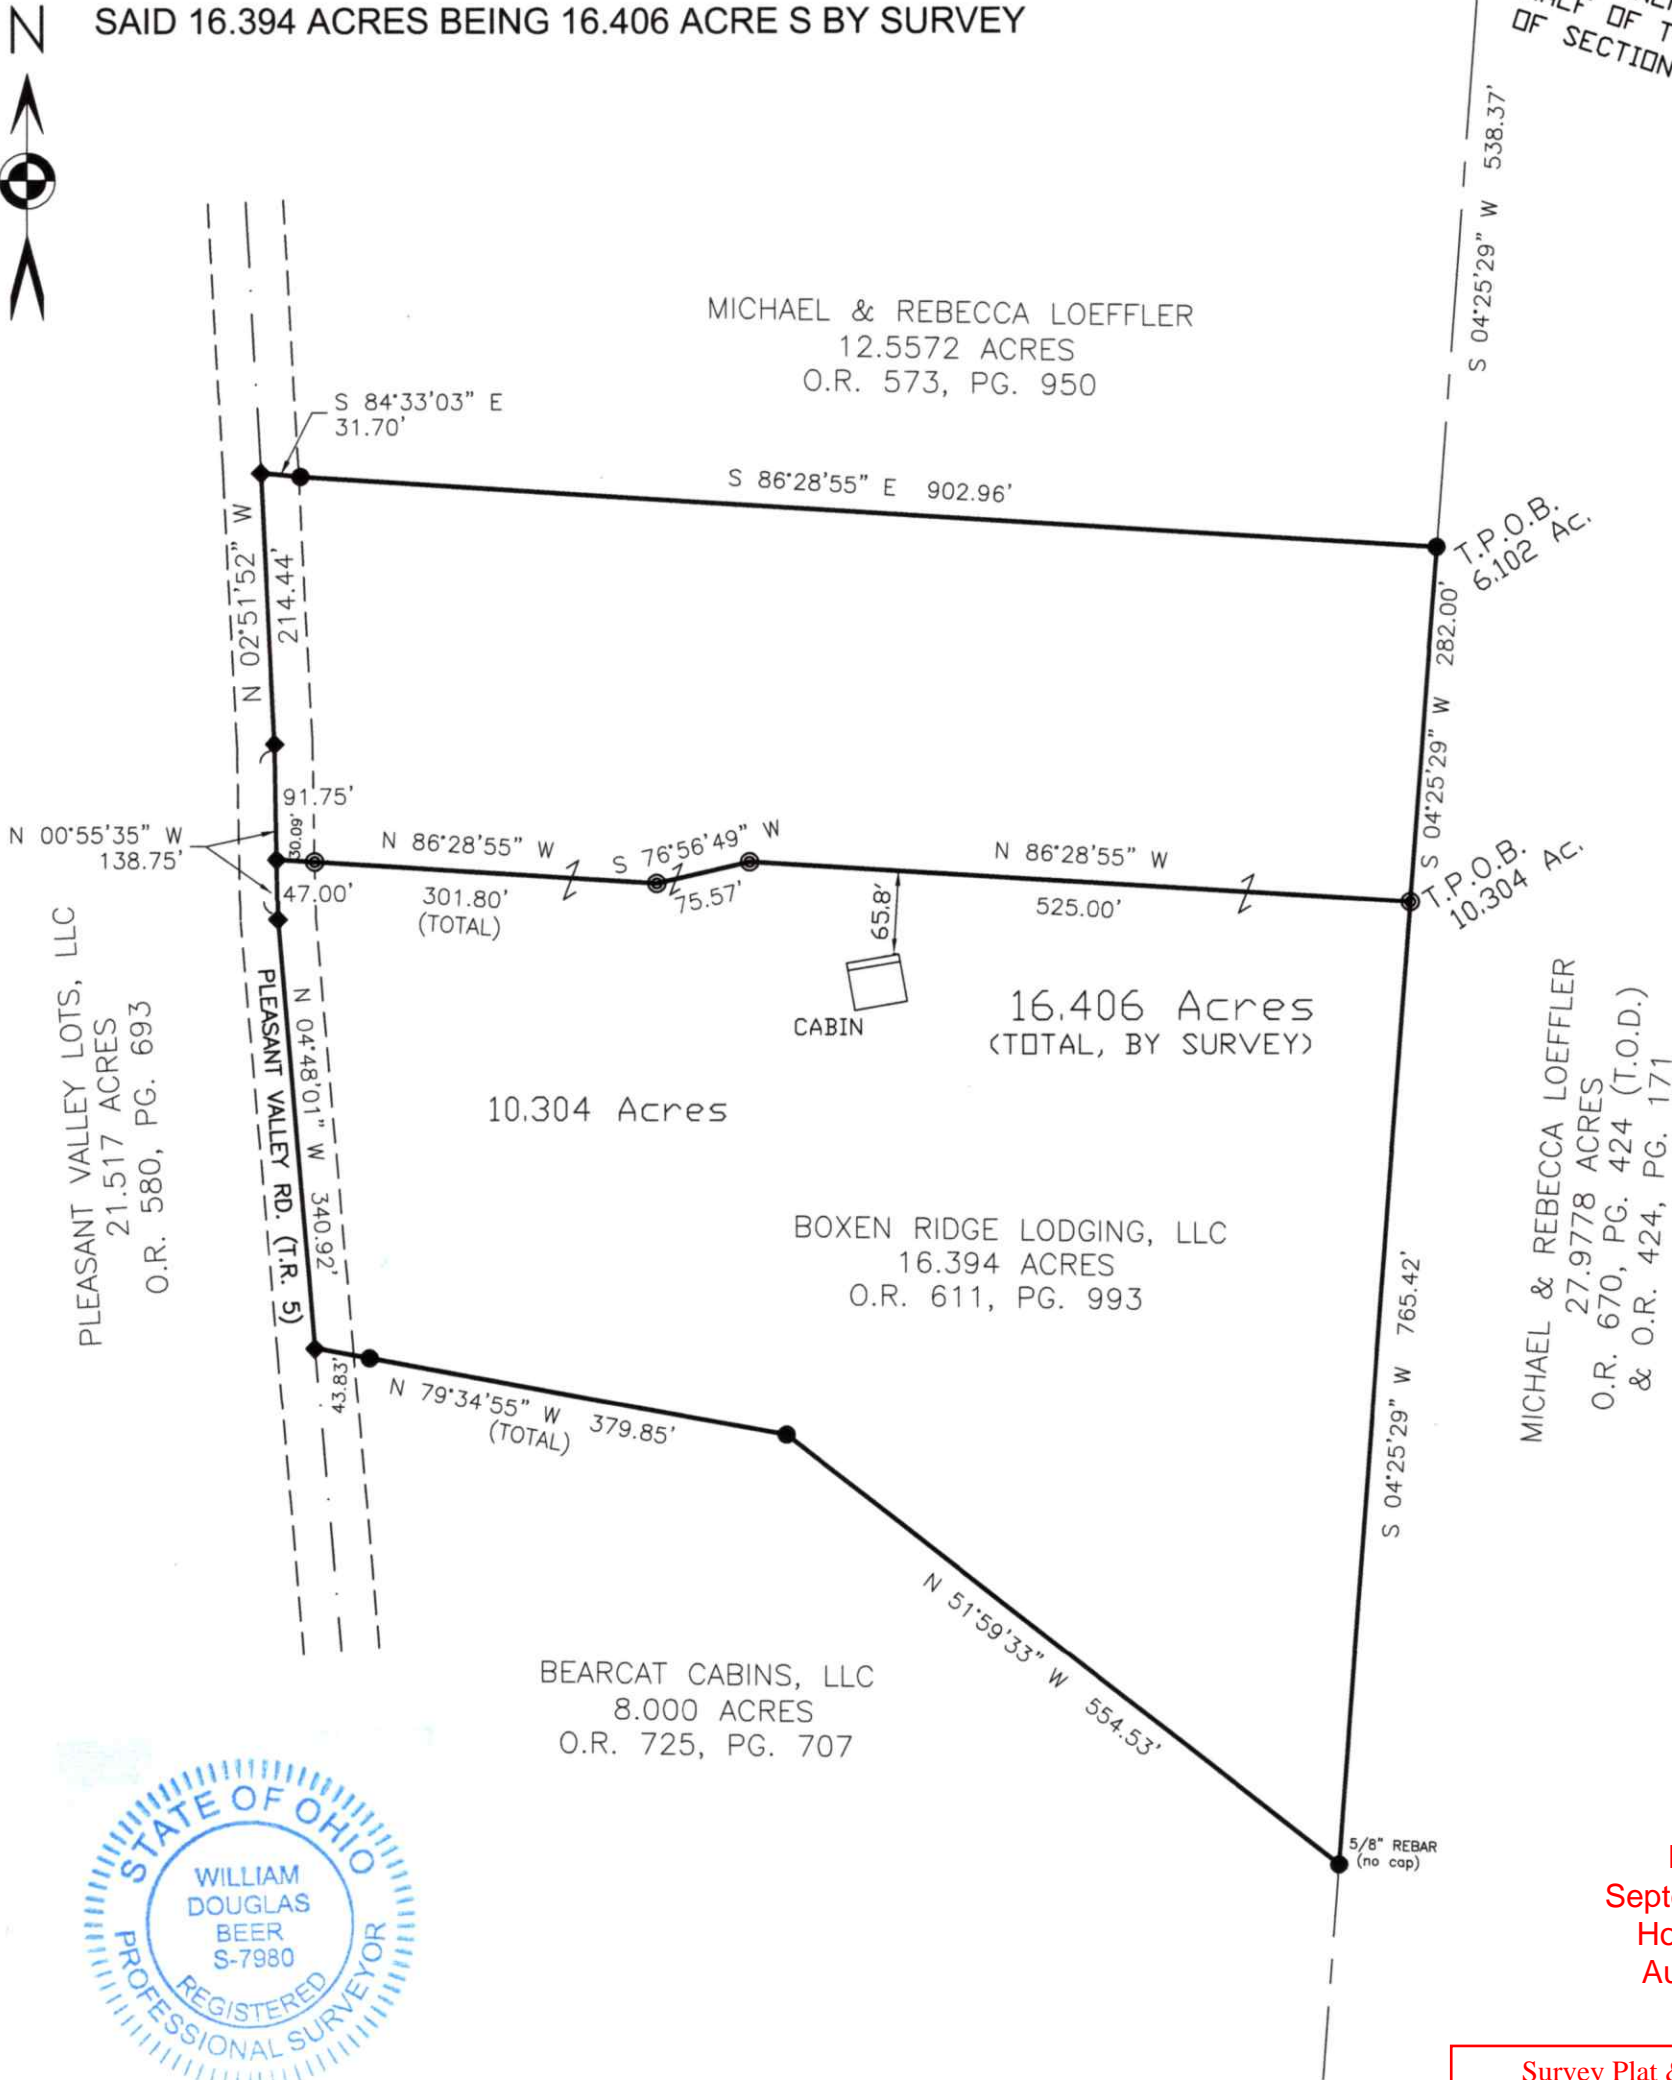 N
SAID 16.394 ACRES BEING 16.406 ACRE S BY SURVEY
OF T
OF SECTION
S 04°25'29" W 538.37'
MICHAEL & REBECCA LOEFFLER
12.5572 ACRES
O.R. 573, PG. 950
S 84°33'03" E
31.70'
S 86°28'55" E 902.96'
T.P.O.B.
6.102 Ac.
N 02°51'52" W
214.44'
S 04°25'29" W 282.00'
91.75'
N 00°55'35" W
138.75'
30.09'
N 86°28'55" W
301.80'
(TOTAL)
S 76°56'49" W
75.57'
N 86°28'55" W
525.00'
T.P.O.B.
10.304 Ac.
47.00'
65.8'
CABIN
16.406 Acres
(TOTAL, BY SURVEY)
10.304 Acres
PLEASANT VALLEY LOTS, LLC
21.517 ACRES
O.R. 580, PG. 693
PLEASANT VALLEY RD. (T.R. 5)
N 04°48'01" W 340.92'
BOXEN RIDGE LODGING, LLC
16.394 ACRES
O.R. 611, PG. 993
MICHAEL & REBECCA LOEFFLER
27.9778 ACRES
O.R. 670, PG. 424 (T.O.D.)
& O.R. 424, PG. 171
S 04°25'29" W 765.42'
43.83'
N 79°34'55" W 379.85'
(TOTAL)
N 51°59'33" W 554.53'
BEARCAT CABINS, LLC
8.000 ACRES
O.R. 725, PG. 707
5/8" REBAR
(no cap)
STATE OF OHIO
WILLIAM
DOUGLAS
BEER
S-7980
REGISTERED
PROFESSIONAL SURVEYOR
Sept
Ho
Au
Survey Plat &